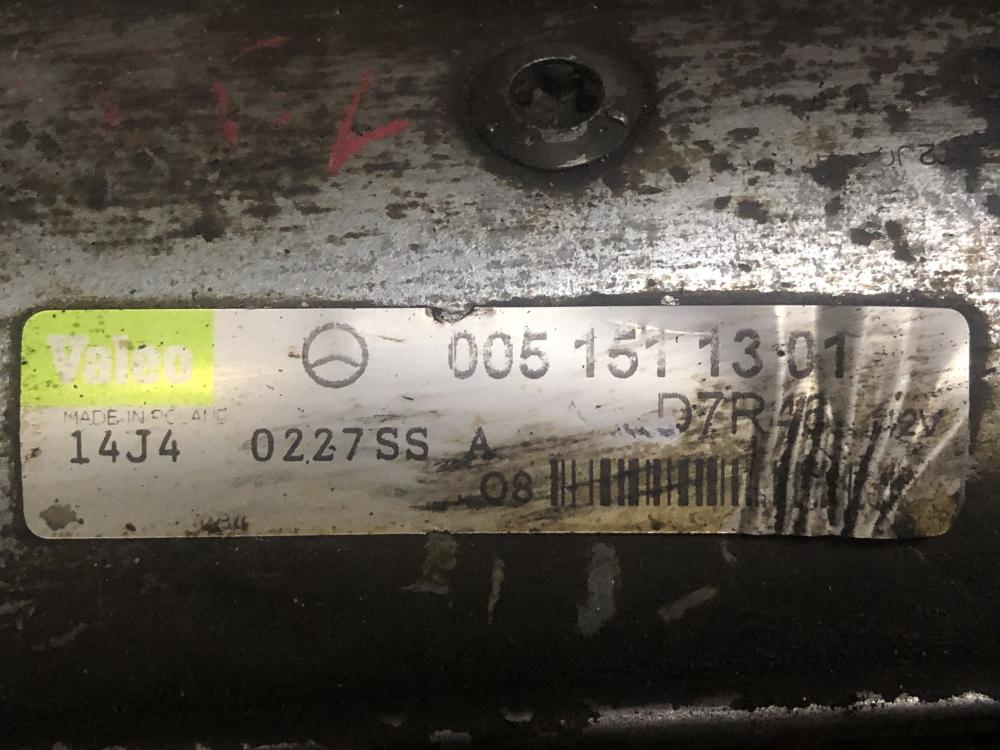 Valeo
005 151 13 01
MADE IN POLAND
D7R 12V
14J4 0227SS A
08